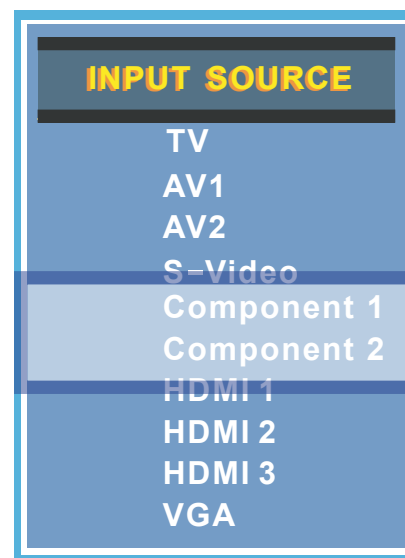 INPUT SOURCE
TV
AV1
AV2
S-Video
Component 1
Component 2
HDMI 1
HDMI 2
HDMI 3
VGA